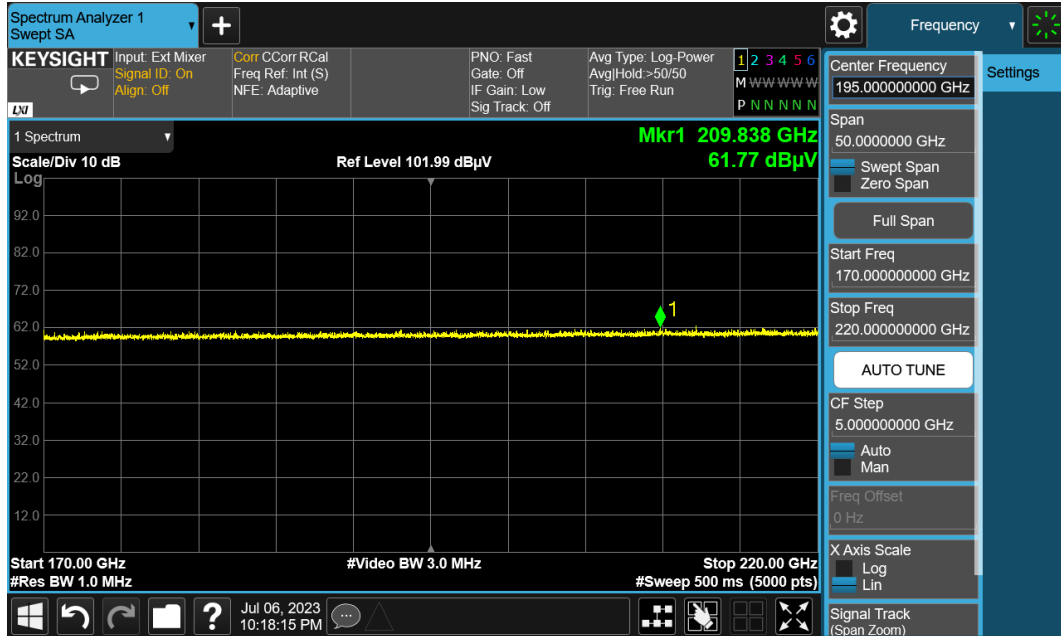 Spectrum Analyzer 1
Swept SA
+
Frequency
KEYSIGHT
LXI
Input: Ext Mixer
Signal ID: On
Align: Off
Corr CCorr RCal
Freq Ref: Int (S)
NFE: Adaptive
PNO: Fast
Gate: Off
IF Gain: Low
Sig Track: Off
Avg Type: Log-Power
Avg|Hold:>50/50
Trig: Free Run
1 2 3 4 5 6
M W W W W W
P N N N N N
1 Spectrum
Mkr1 209.838 GHz
61.77 dBµV
Scale/Div 10 dB
Ref Level 101.99 dBµV
Log
92.0
82.0
72.0
62.0
52.0
42.0
32.0
22.0
12.0
1
Start 170.00 GHz
#Video BW 3.0 MHz
Stop 220.00 GHz
#Res BW 1.0 MHz
#Sweep 500 ms (5000 pts)
Center Frequency
195.000000000 GHz
Settings
Span
50.0000000 GHz
Swept Span
Zero Span
Full Span
Start Freq
170.000000000 GHz
Stop Freq
220.000000000 GHz
AUTO TUNE
CF Step
5.000000000 GHz
Auto
Man
Freq Offset
0 Hz
X Axis Scale
Log
Lin
Signal Track
(Span Zoom)
?
Jul 06, 2023
10:18:15 PM